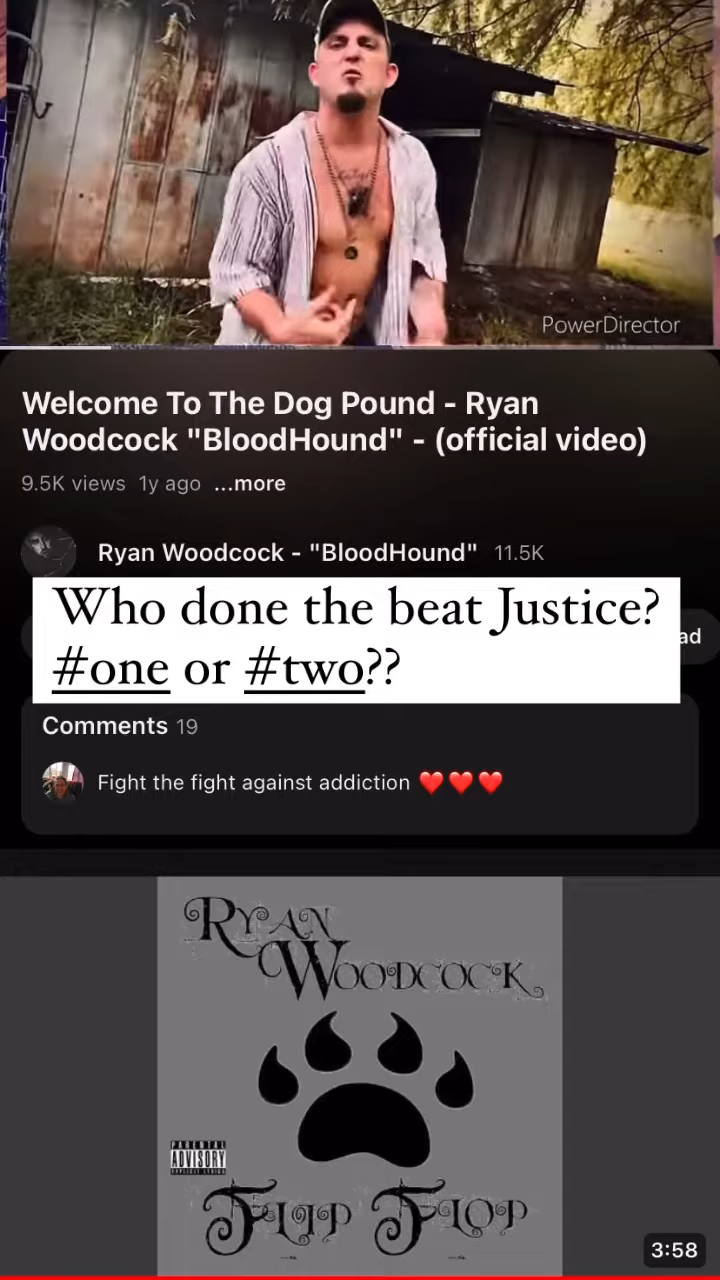 PowerDirector
Welcome To The Dog Pound - Ryan
Woodcock "BloodHound" - (official video)
9.5K views 1y ago ...more
Ryan Woodcock - "BloodHound" 11.5K
Who done the beat Justice?
#one or #two??
ad
Comments 19
Fight the fight against addiction ❤️❤️❤️
RYAN
WOODCOCK
PARENTAL
ADVISORY
EXPLICIT LYRICS
FLIP FLOP
3:58